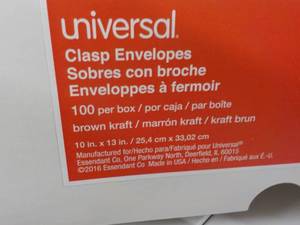 universal®
Clasp Envelopes
Sobres con broche
Enveloppes à fermoir
100 per box / por caja / par boîte
brown kraft / marrón kraft / kraft brun
10 in. x 13 in. / 25,4 cm x 33,02 cm
Manufactured for/Hecho para/Fabriqué pour Universal®
Essendant Co., One Parkway North, Deerfield, IL 60015
©2016 Essendant Co. Made in USA / Hecho en / Fabriqué au E.-U.